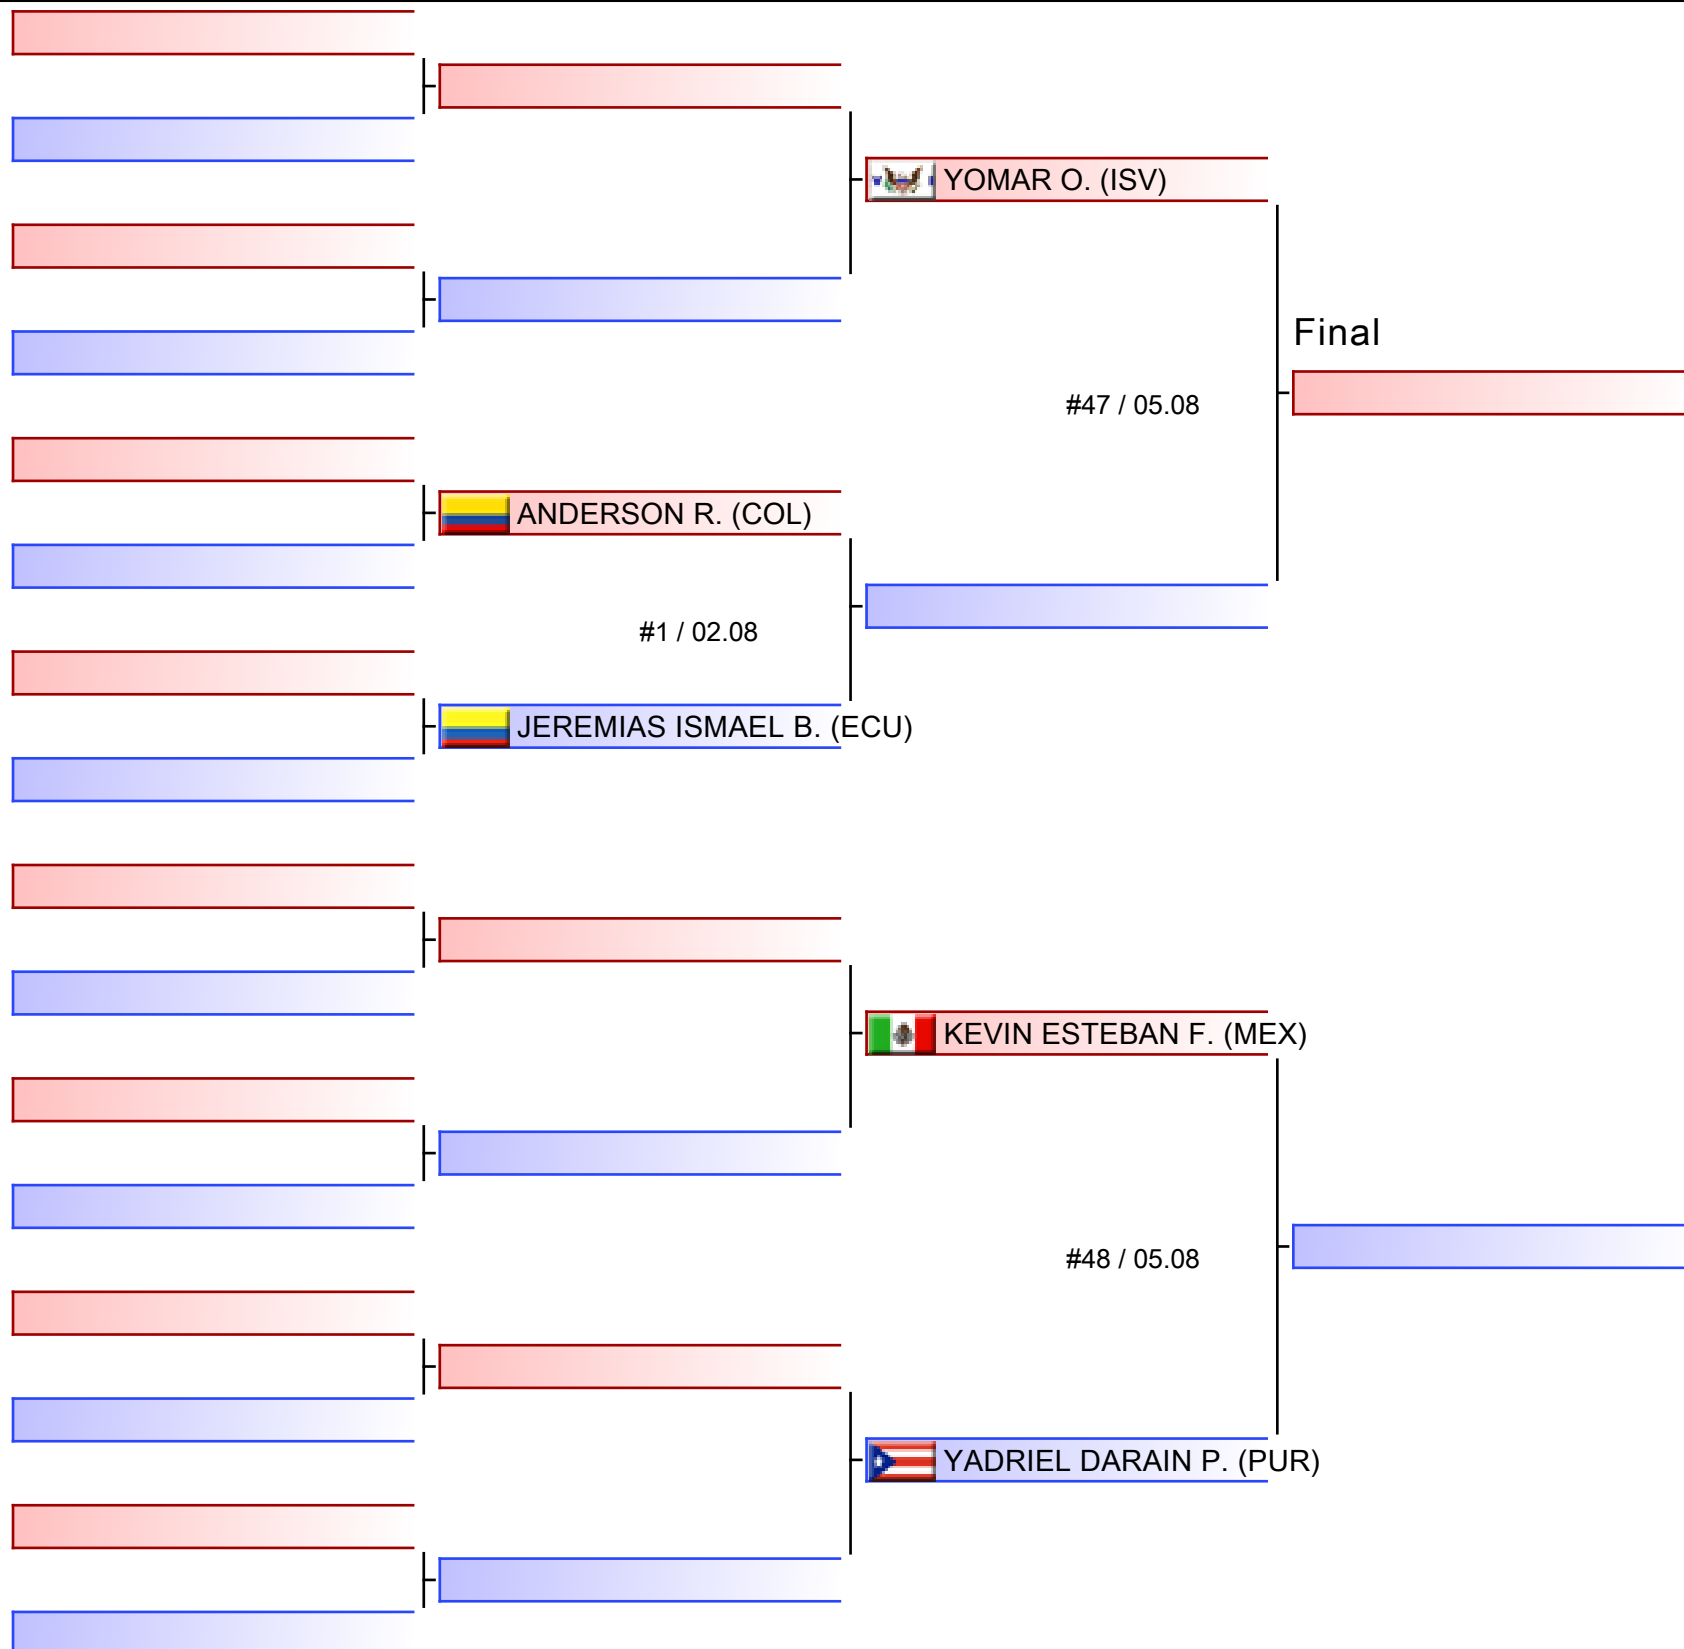 YOMAR O. (ISV)
Final
#47 / 05.08
ANDERSON R. (COL)
#1 / 02.08
JEREMIAS ISMAEL B. (ECU)
KEVIN ESTEBAN F. (MEX)
#48 / 05.08
YADRIEL DARAIN P. (PUR)